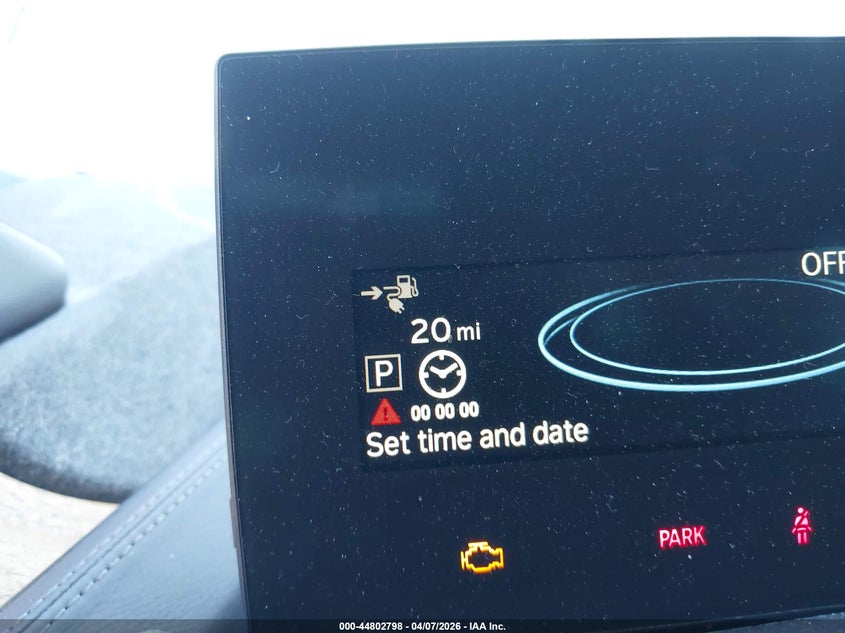 OFF
20 mi
P
00 00 00
Set time and date
PARK
000-44802798 - 04/07/2026 - IAA Inc.